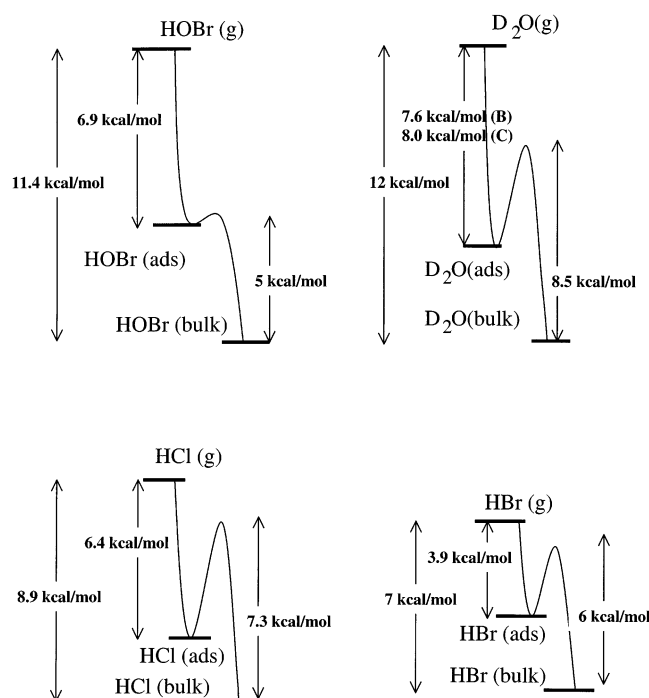 HOBr (g)
6.9 kcal/mol
11.4 kcal/mol
HOBr (ads)
5 kcal/mol
HOBr (bulk)
D2O(g)
7.6 kcal/mol (B)
8.0 kcal/mol (C)
12 kcal/mol
D2O(ads)
8.5 kcal/mol
D2O(bulk)
HCl (g)
6.4 kcal/mol
8.9 kcal/mol
7.3 kcal/mol
HCl (ads)
HCl (bulk)
HBr (g)
3.9 kcal/mol
7 kcal/mol
6 kcal/mol
HBr (ads)
HBr (bulk)